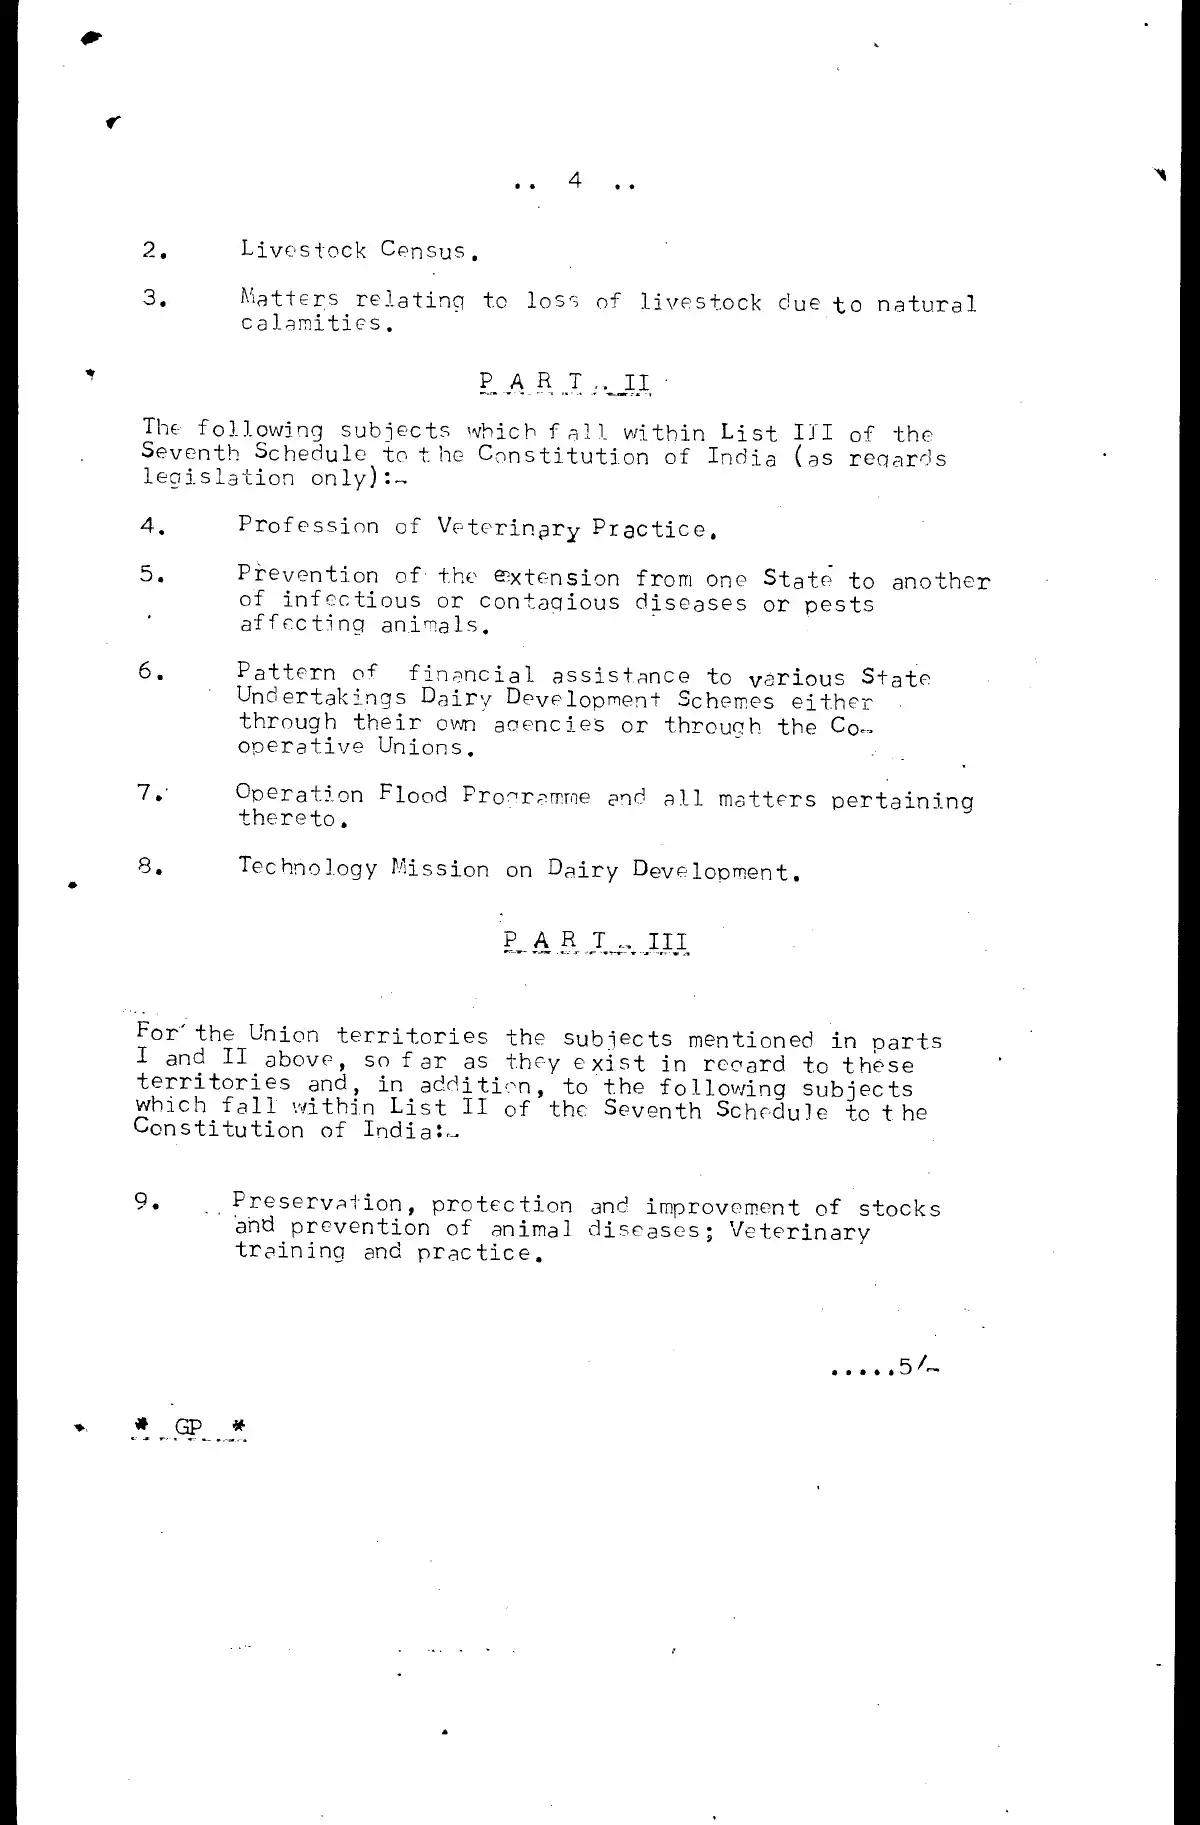 .. 4 ..
2. Livestock Census.
3. Matters relating to loss of livestock due to natural
calamities.
P A R T - II
The following subjects which fall within List III of the
Seventh Schedule to the Constitution of India (as regards
legislation only):-
4. Profession of Veterinary Practice.
5. Prevention of the extension from one State to another
of infectious or contagious diseases or pests
affecting animals.
6. Pattern of financial assistance to various State
Undertakings Dairy Development Schemes either
through their own agencies or through the Co-
operative Unions.
7. Operation Flood Programme and all matters pertaining
thereto.
8. Technology Mission on Dairy Development.
P A R T - III
For the Union territories the subjects mentioned in parts
I and II above, so far as they exist in regard to these
territories and, in addition, to the following subjects
which fall within List II of the Seventh Schedule to the
Constitution of India:-
9. Preservation, protection and improvement of stocks
and prevention of animal diseases; Veterinary
training and practice.
.....5/-
* GP *